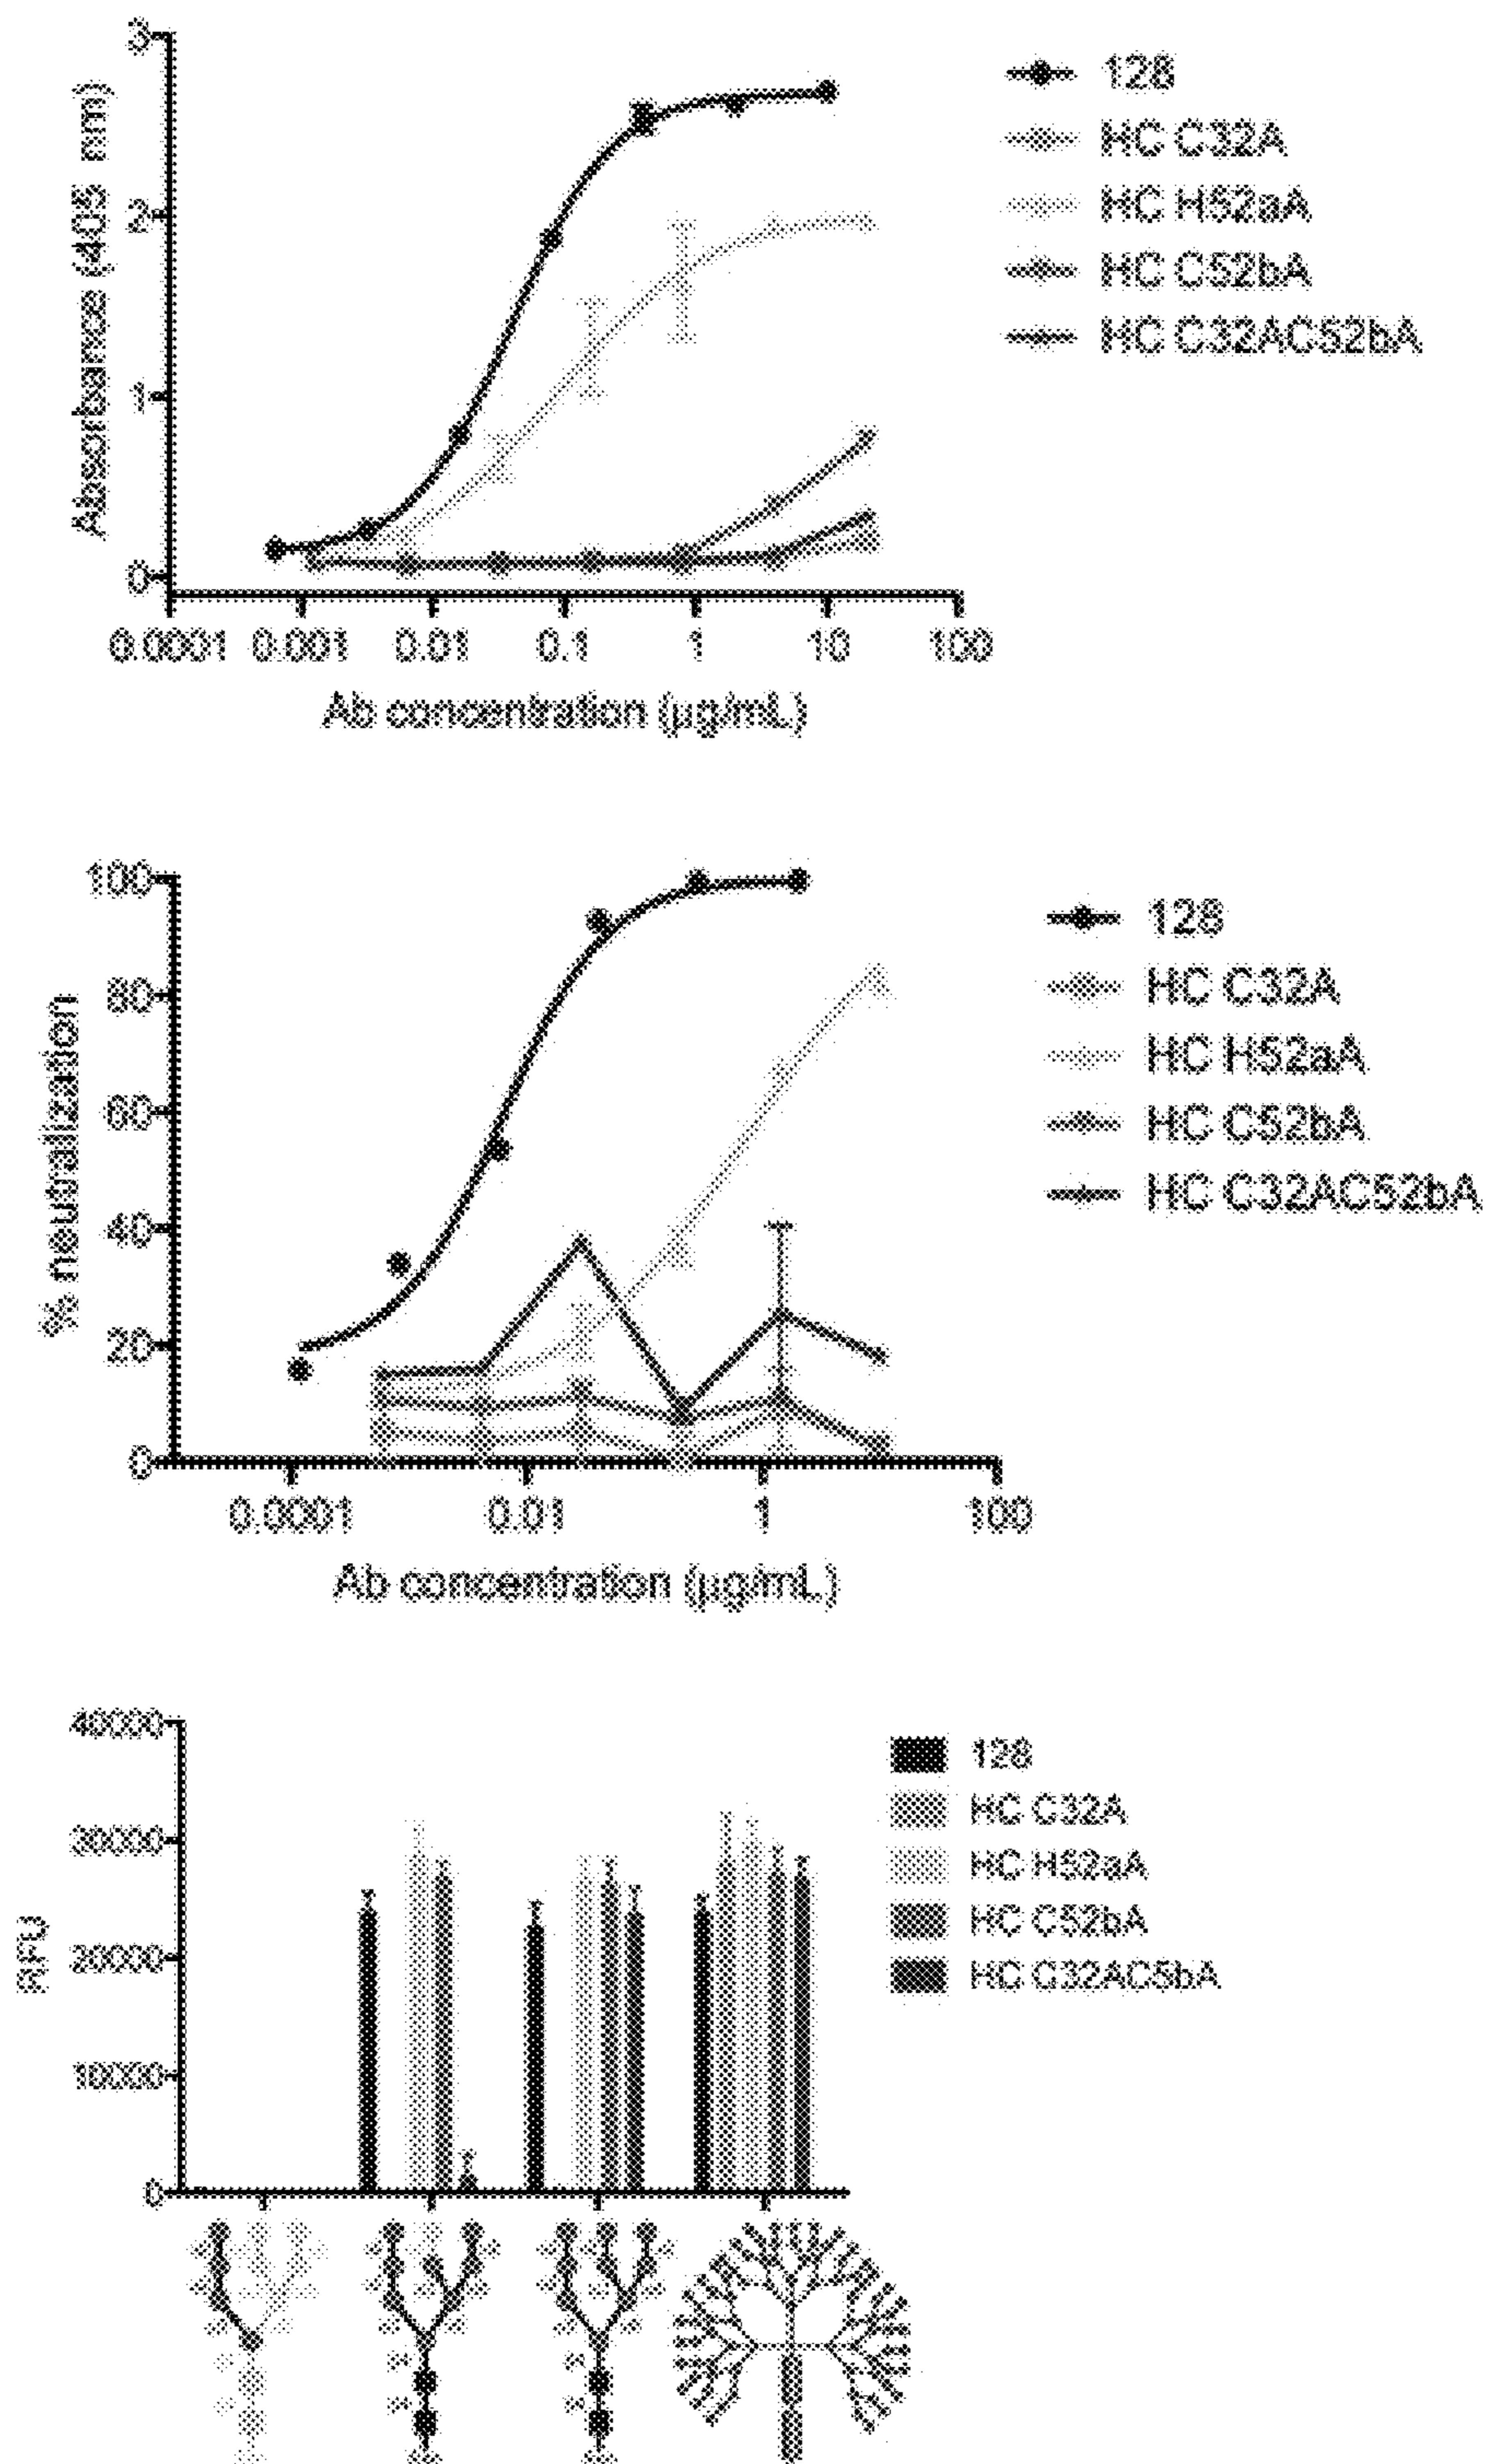 3
2
1
0
Absorbance (405 nm)
0.0001 0.001 0.01 0.1 1 10 100
Ab concentration (µg/mL)
128
HC C32A
HC H52aA
HC C52bA
HC C32AC52bA
100
80
60
40
20
0
% neutralization
0.0001 0.01 1 100
Ab concentration (µg/mL)
128
HC C32A
HC H52aA
HC C52bA
HC C32AC52bA
40000
30000
20000
10000
0
RFU
128
HC C32A
HC H52aA
HC C52bA
HC C32AC5bA